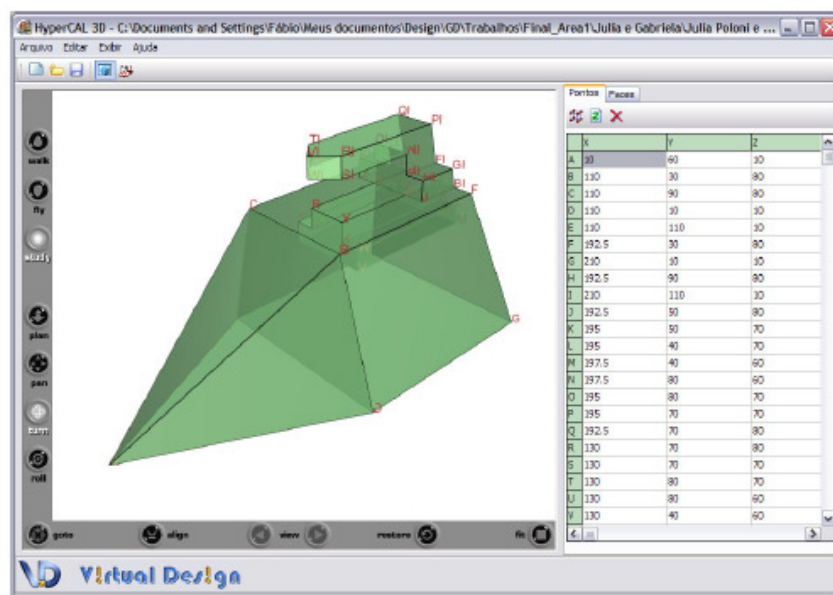 HyperCAL 3D - C:\Documents and Settings\Fábio\Meus documentos\Design\GD\Trabalhos\Final_Area1\Julia e Gabriela\Julia Poloni e ...
Arquivo Editar Exibir Ajuda
Pontos Faces
walk
fly
study
plan
pan
turn
roll
goto align view restore fit
C
F
G
X Y Z
A 10 60 10
B 110 30 80
C 110 90 80
D 110 10 10
E 110 110 10
F 192.5 30 80
G 210 10 10
H 192.5 90 80
I 210 110 10
J 192.5 50 80
K 195 50 70
L 195 40 70
M 197.5 40 60
N 197.5 80 60
O 195 80 70
P 195 70 70
Q 192.5 70 80
R 130 70 80
S 130 70 70
T 130 80 70
U 130 80 60
V 130 40 60
VD Virtual Design